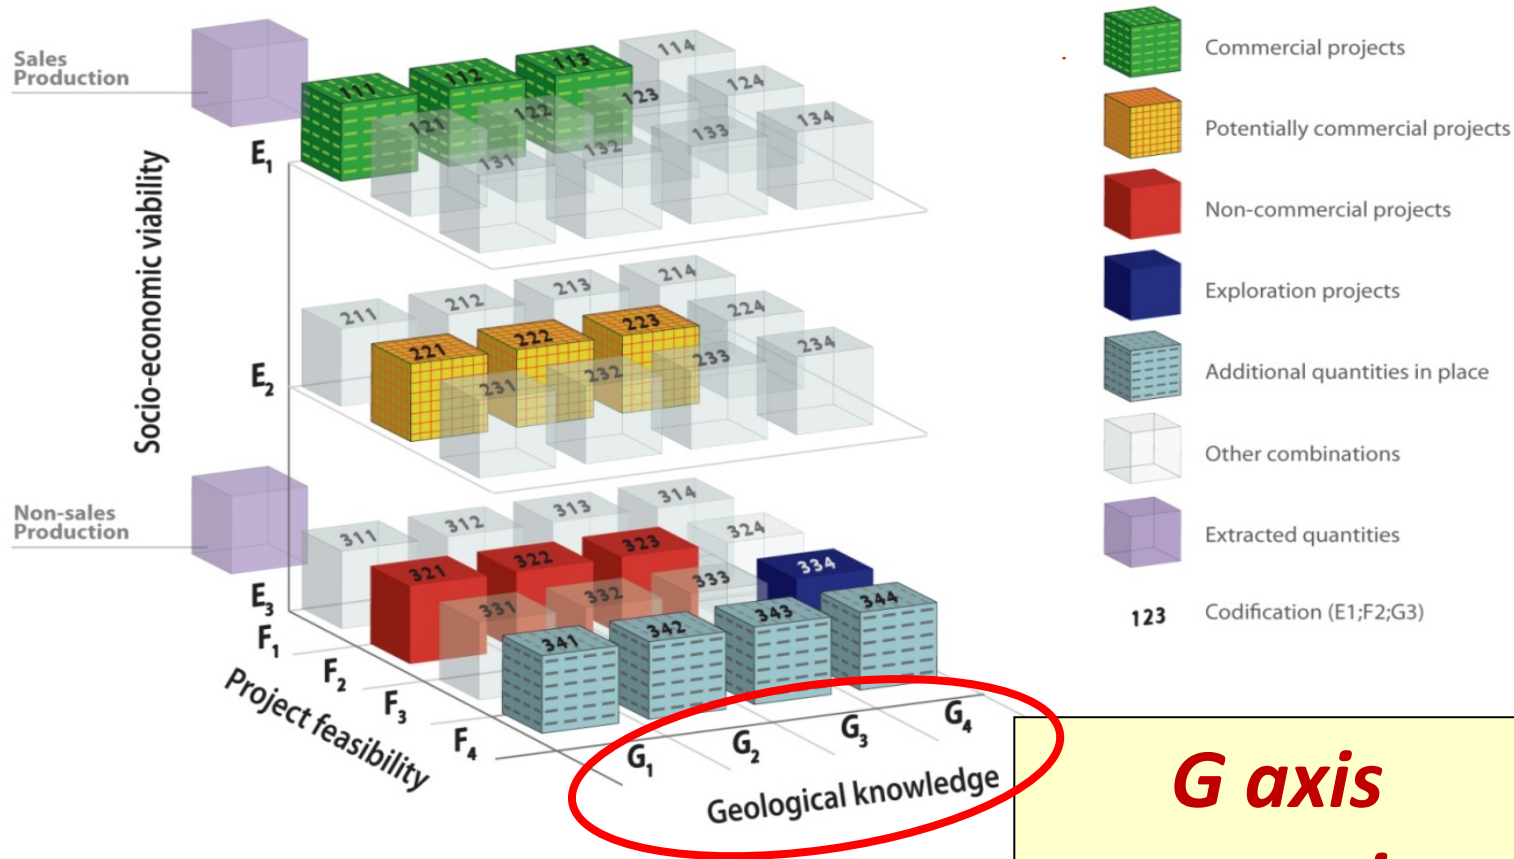 Sales
Production
Socio-economic viability
E1
111
112
113
114
121
122
123
124
131
132
133
134
E2
211
212
213
214
221
222
223
224
231
232
233
234
Non-sales
Production
E3
311
312
313
314
321
322
323
324
331
332
333
334
341
342
343
344
F1
F2
F3
F4
Project feasibility
G1
G2
G3
G4
Geological knowledge
Commercial projects
Potentially commercial projects
Non-commercial projects
Exploration projects
Additional quantities in place
Other combinations
Extracted quantities
123 Codification (E1;F2;G3)
G axis